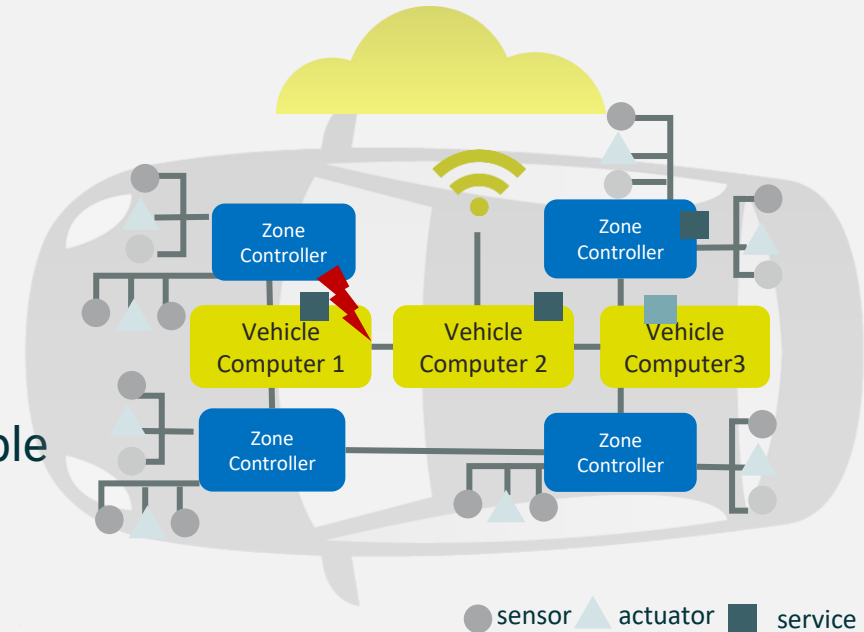 Zone
Controller
Zone
Controller
Vehicle
Computer 1
Vehicle
Computer 2
Vehicle
Computer3
Zone
Controller
Zone
Controller
sensor
actuator
service